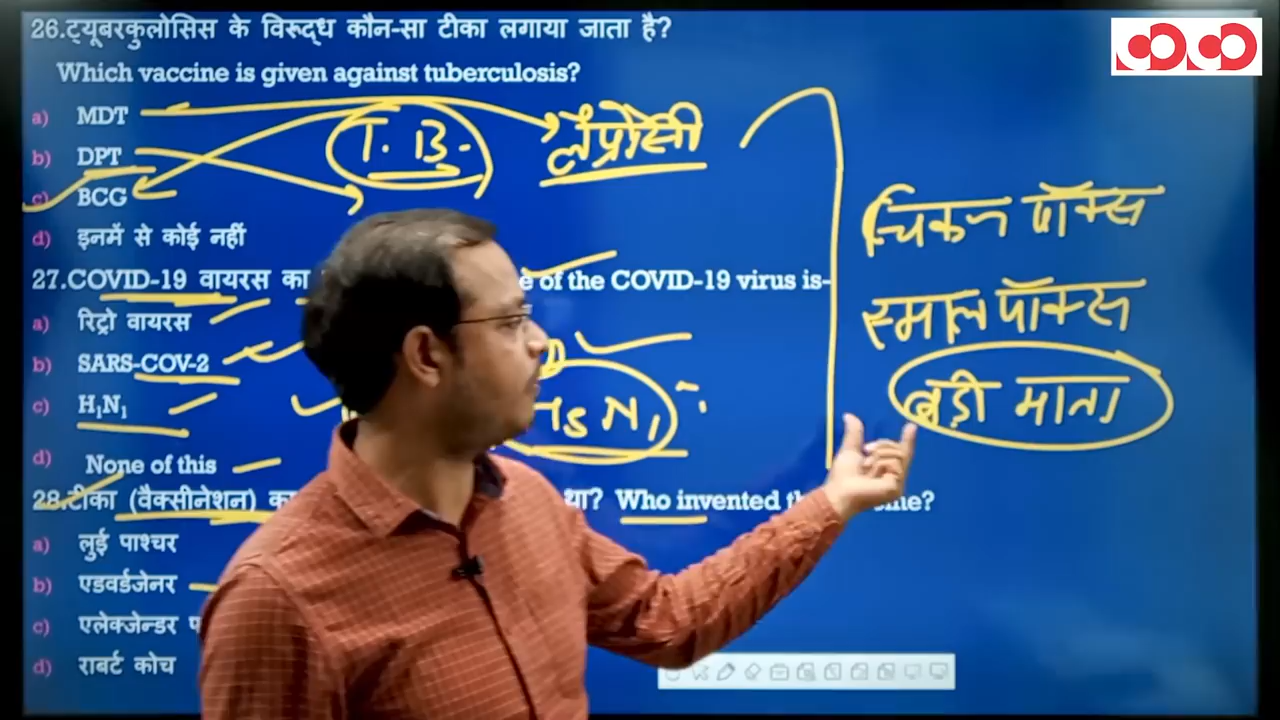 26.ट्यूबरकुलोसिस के विरूद्ध कौन-सा टीका लगाया जाता है?
Which vaccine is given against tuberculosis?
a) MDT
T. B.
लेप्रोसी
b) DPT
c) BCG
d) इनमें से कोई नहीं
चिकन पॉक्स
स्माल पॉक्स
बड़ी माता
27.COVID-19 वायरस का of the COVID-19 virus is-
a) रिट्रो वायरस
b) SARS-COV-2
c) H₁N₁
H5 N1
d) None of this
28.टीका (वैक्सीनेशन) था? Who invented
a) लुई पाश्चर
b) एडवर्डजेनर
c) एलेक्जेन्डर
d) राबर्ट कोच